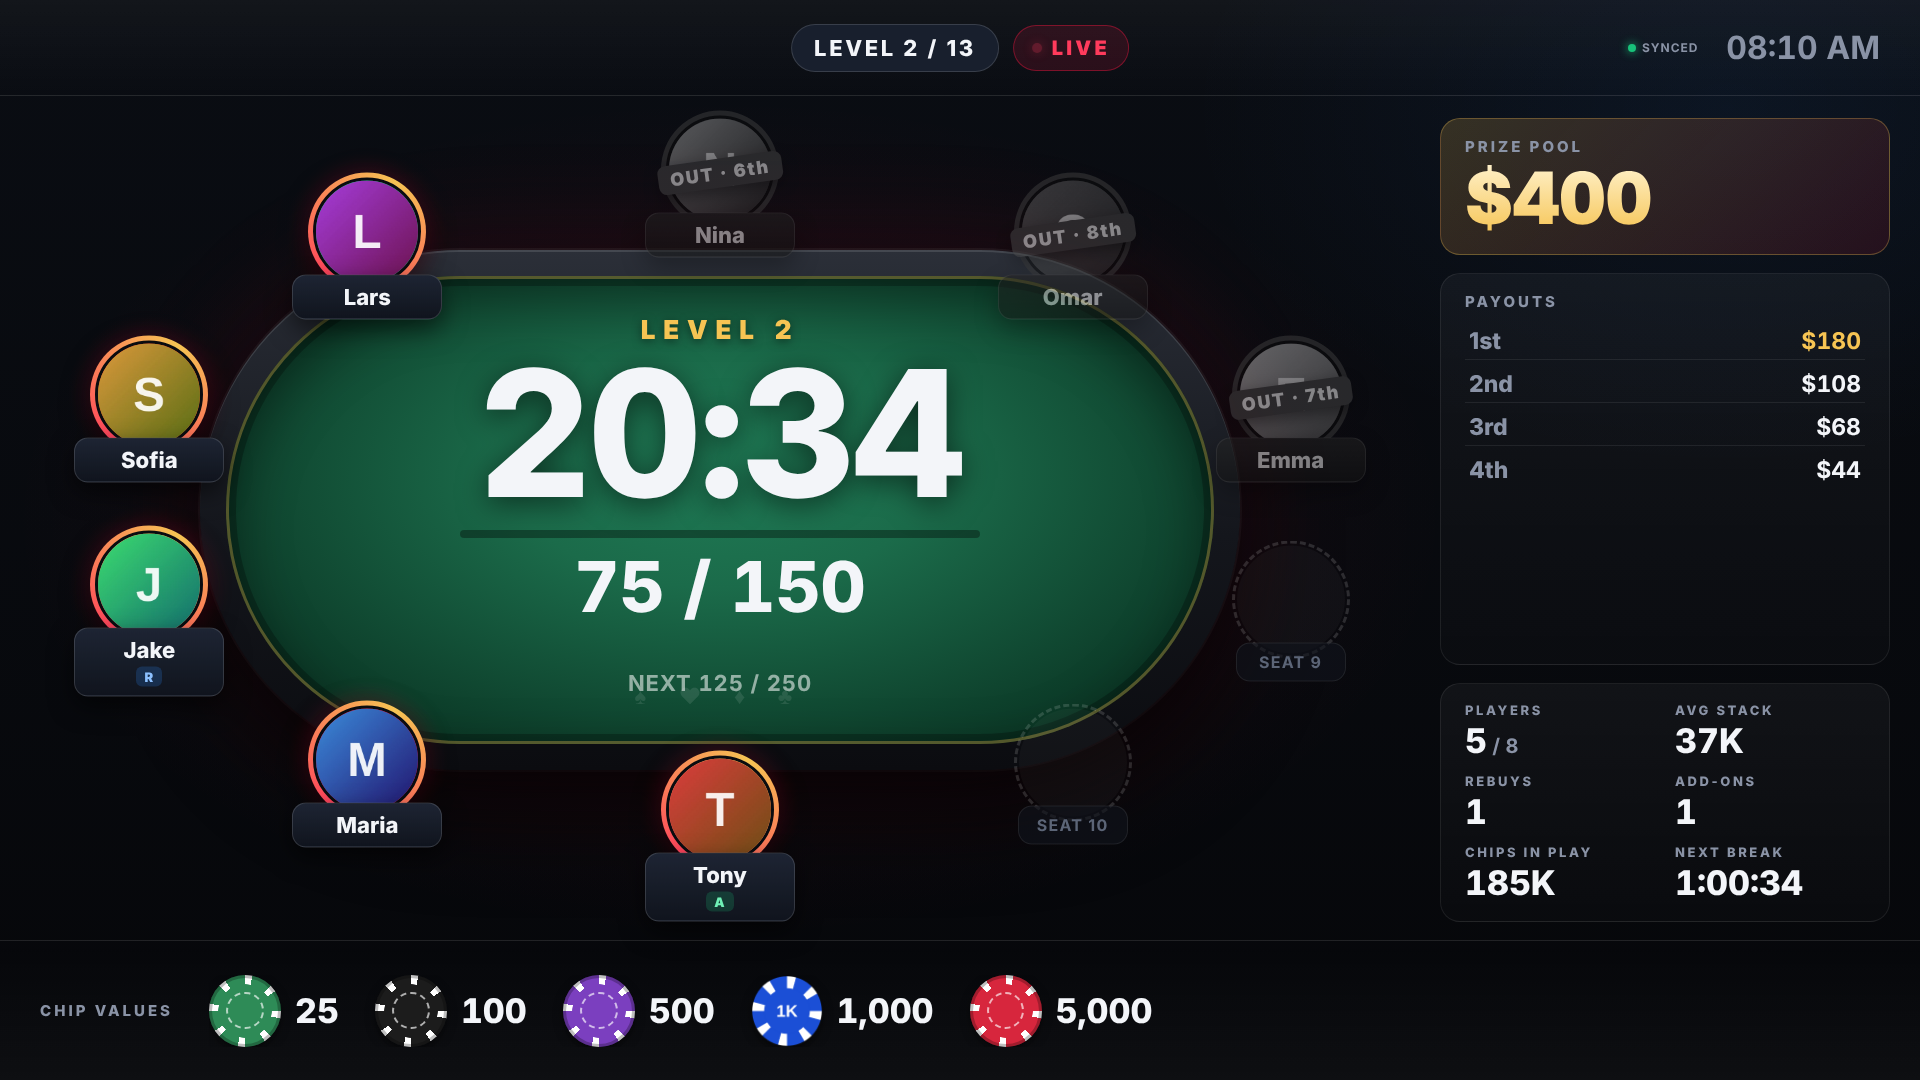 LEVEL 2 / 13
LIVE
SYNCED
08:10 AM
OUT · 6th
Nina
L
Lars
OUT · 8th
Omar
S
Sofia
OUT · 7th
Emma
J
Jake
R
M
Maria
T
Tony
A
SEAT 9
SEAT 10
LEVEL 2
20:34
75 / 150
NEXT 125 / 250
PRIZE POOL
$400
PAYOUTS
1st $180
2nd $108
3rd $68
4th $44
PLAYERS
5 / 8
AVG STACK
37K
REBUYS
1
ADD-ONS
1
CHIPS IN PLAY
185K
NEXT BREAK
1:00:34
CHIP VALUES
25
100
500
1K
1,000
5,000